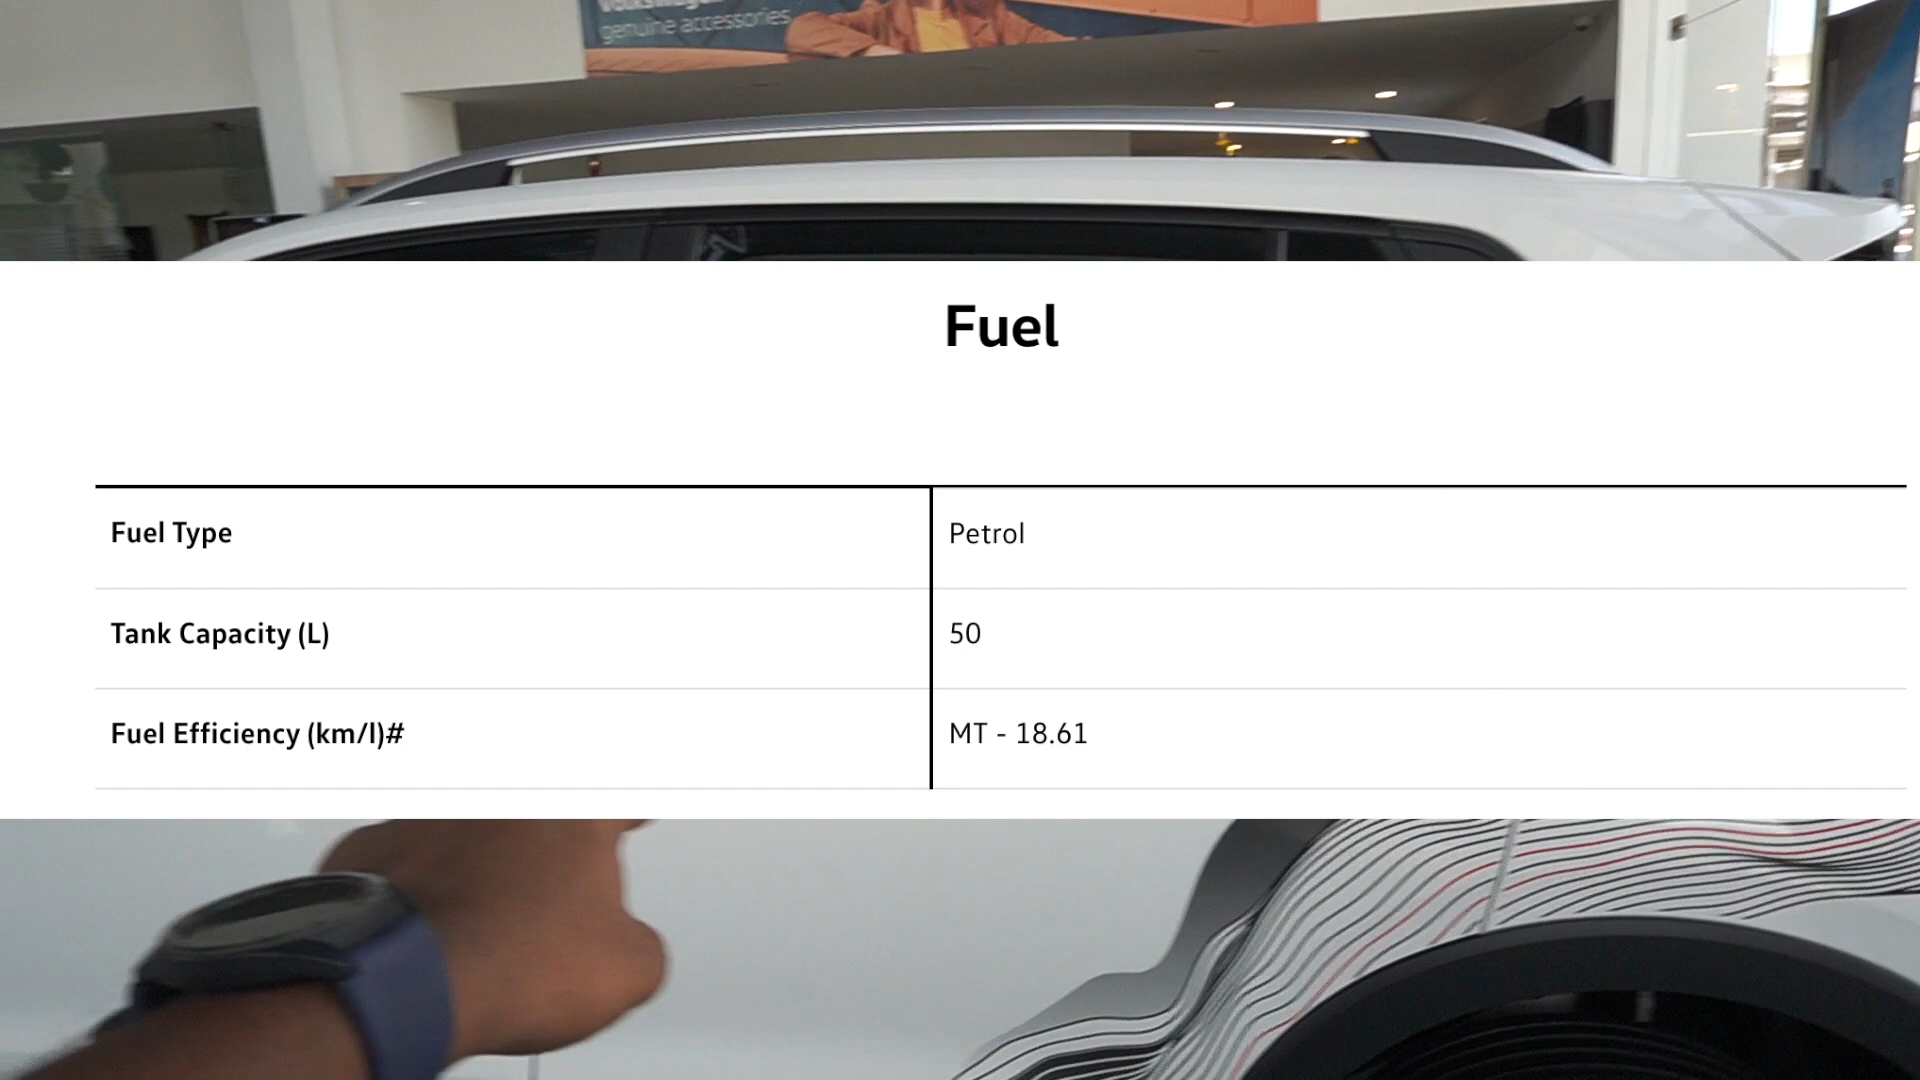 genuine accessories
Fuel
Fuel Type
Petrol
Tank Capacity (L)
50
Fuel Efficiency (km/l)#
MT - 18.61